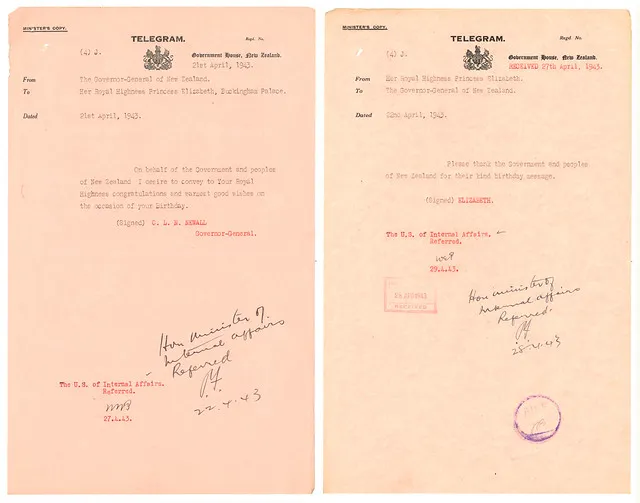 MINISTER'S COPY.
TELEGRAM.
Regd. No.
(4) J.
Government House, New Zealand.
21st April, 1943.
From The Governor-General of New Zealand.
To Her Royal Highness Princess Elizabeth, Buckingham Palace.
Dated 21st April, 1943.
On behalf of the Government and peoples
of New Zealand I desire to convey to Your Royal
Highness congratulations and earnest good wishes on
the occasion of your Birthday.
(Signed) C. L. N. NEWALL
Governor-General.
Hon minister of
internal affairs
Referred
22.4.43
The U.S. of Internal Affairs.
Referred.
27.4.43.
MINISTER'S COPY.
TELEGRAM.
Regd. No.
(4) J.
Government House, New Zealand.
RECEIVED 27th April, 1943.
From Her Royal Highness Princess Elizabeth.
To The Governor-General of New Zealand.
Dated 22nd April, 1943.
Please thank the Government and peoples
of New Zealand for their kind birthday message.
(Signed) ELIZABETH.
The U.S. of Internal Affairs.
Referred.
29.4.43.
RECEIVED
Hon minister of
internal affairs
Referred.
28.4.43